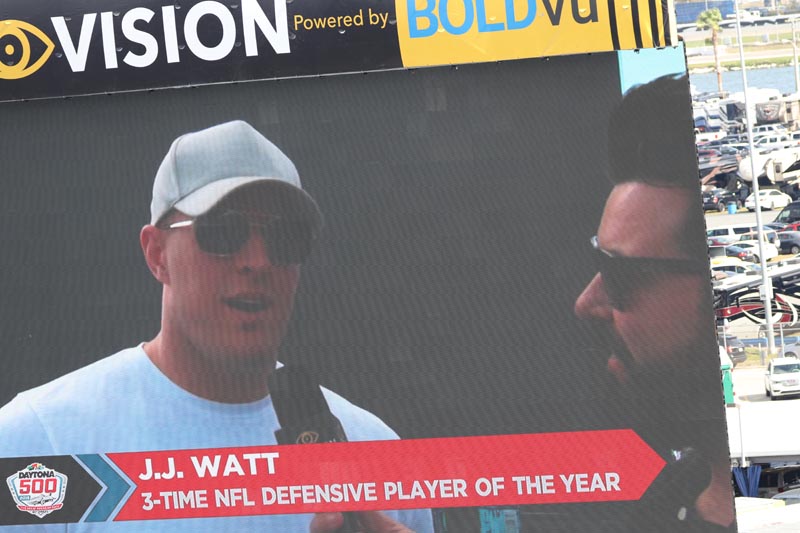 VISION Powered by BOLDVu
J.J. WATT
DAYTONA
500
3-TIME NFL DEFENSIVE PLAYER OF THE YEAR